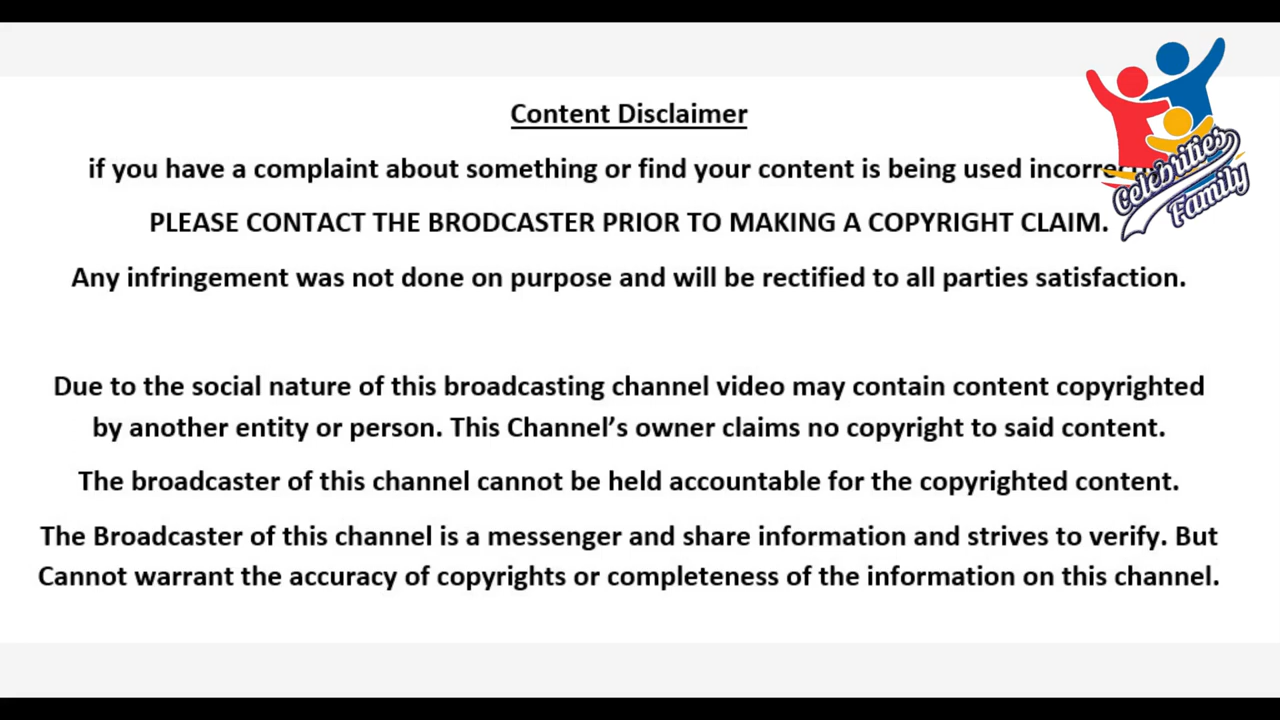 Content Disclaimer
if you have a complaint about something or find your content is being used
PLEASE CONTACT THE BRODCASTER PRIOR TO MAKING A COPYRIGHT CLAIM.
Any infringement was not done on purpose and will be rectified to all parties satisfaction.
Due to the social nature of this broadcasting channel video may contain content copyrighted
by another entity or person. This Channel’s owner claims no copyright to said content.
The broadcaster of this channel cannot be held accountable for the copyrighted content.
The Broadcaster of this channel is a messenger and share information and strives to verify. But
Cannot warrant the accuracy of copyrights or completeness of the information on this channel.
Celebrities
Family